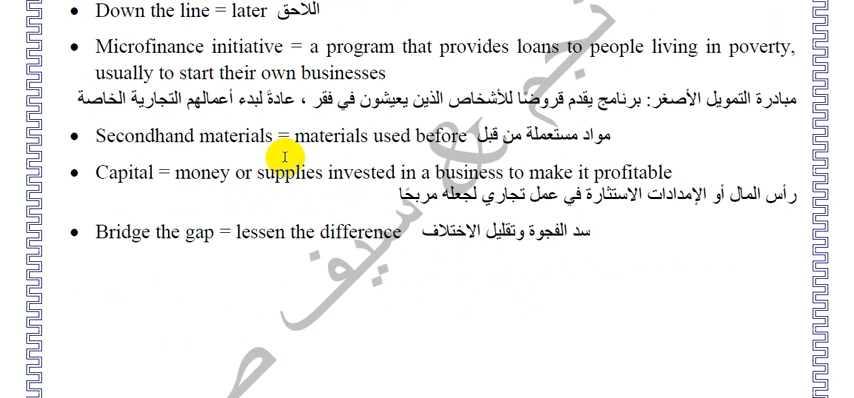 • Down the line = later اللاحق
• Microfinance initiative = a program that provides loans to people living in poverty,
usually to start their own businesses
مبادرة التمويل الأصغر: برنامج يقدم قروضًا للأشخاص الذين يعيشون في فقر ، عادةً لبدء أعمالهم التجارية الخاصة
• Secondhand materials = materials used before مواد مستعملة من قبل
• Capital = money or supplies invested in a business to make it profitable
رأس المال أو الإمدادات الاستثارة في عمل تجاري لجعله مربحًا
• Bridge the gap = lessen the difference سد الفجوة وتقليل الاختلاف
نجم & سيف